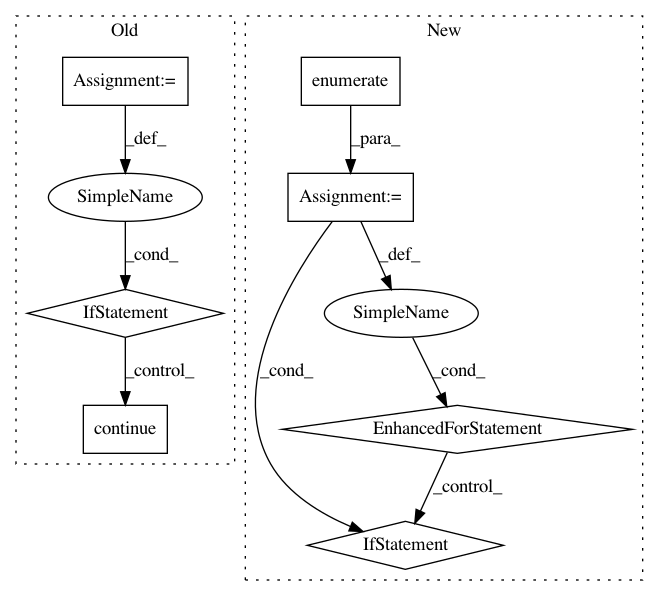 Old
Assignment:=
_def_
SimpleName
_cond_
IfStatement
_control_
continue
New
enumerate
_para_
Assignment:=
_def_
SimpleName
_cond_
_cond_
EnhancedForStatement
_control_
IfStatement